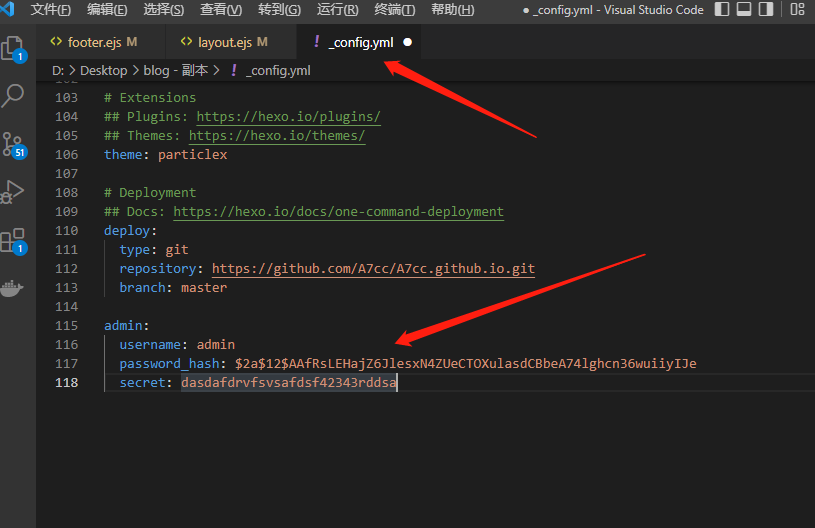 文件(F) 编辑(E) 选择(S) 查看(V) 转到(G) 运行(R) 终端(T) 帮助(H) ● _config.yml - Visual Studio Code
<> footer.ejs M <> layout.ejs M ! _config.yml ●
D: > Desktop > blog - 副本 > ! _config.yml
103 # Extensions
104 ## Plugins: https://hexo.io/plugins/
105 ## Themes: https://hexo.io/themes/
106 theme: particlex
107
108 # Deployment
109 ## Docs: https://hexo.io/docs/one-command-deployment
110 deploy:
111 type: git
112 repository: https://github.com/A7cc/A7cc.github.io.git
113 branch: master
114
115 admin:
116 username: admin
117 password_hash: $2a$12$AAfRsLEHajZ6JlesxN4ZUeCTOXulasdCBbeA74lghcn36wuiiyIJe
118 secret: dasdafdrvfsvsafdsf42343rddsa
1
51
1